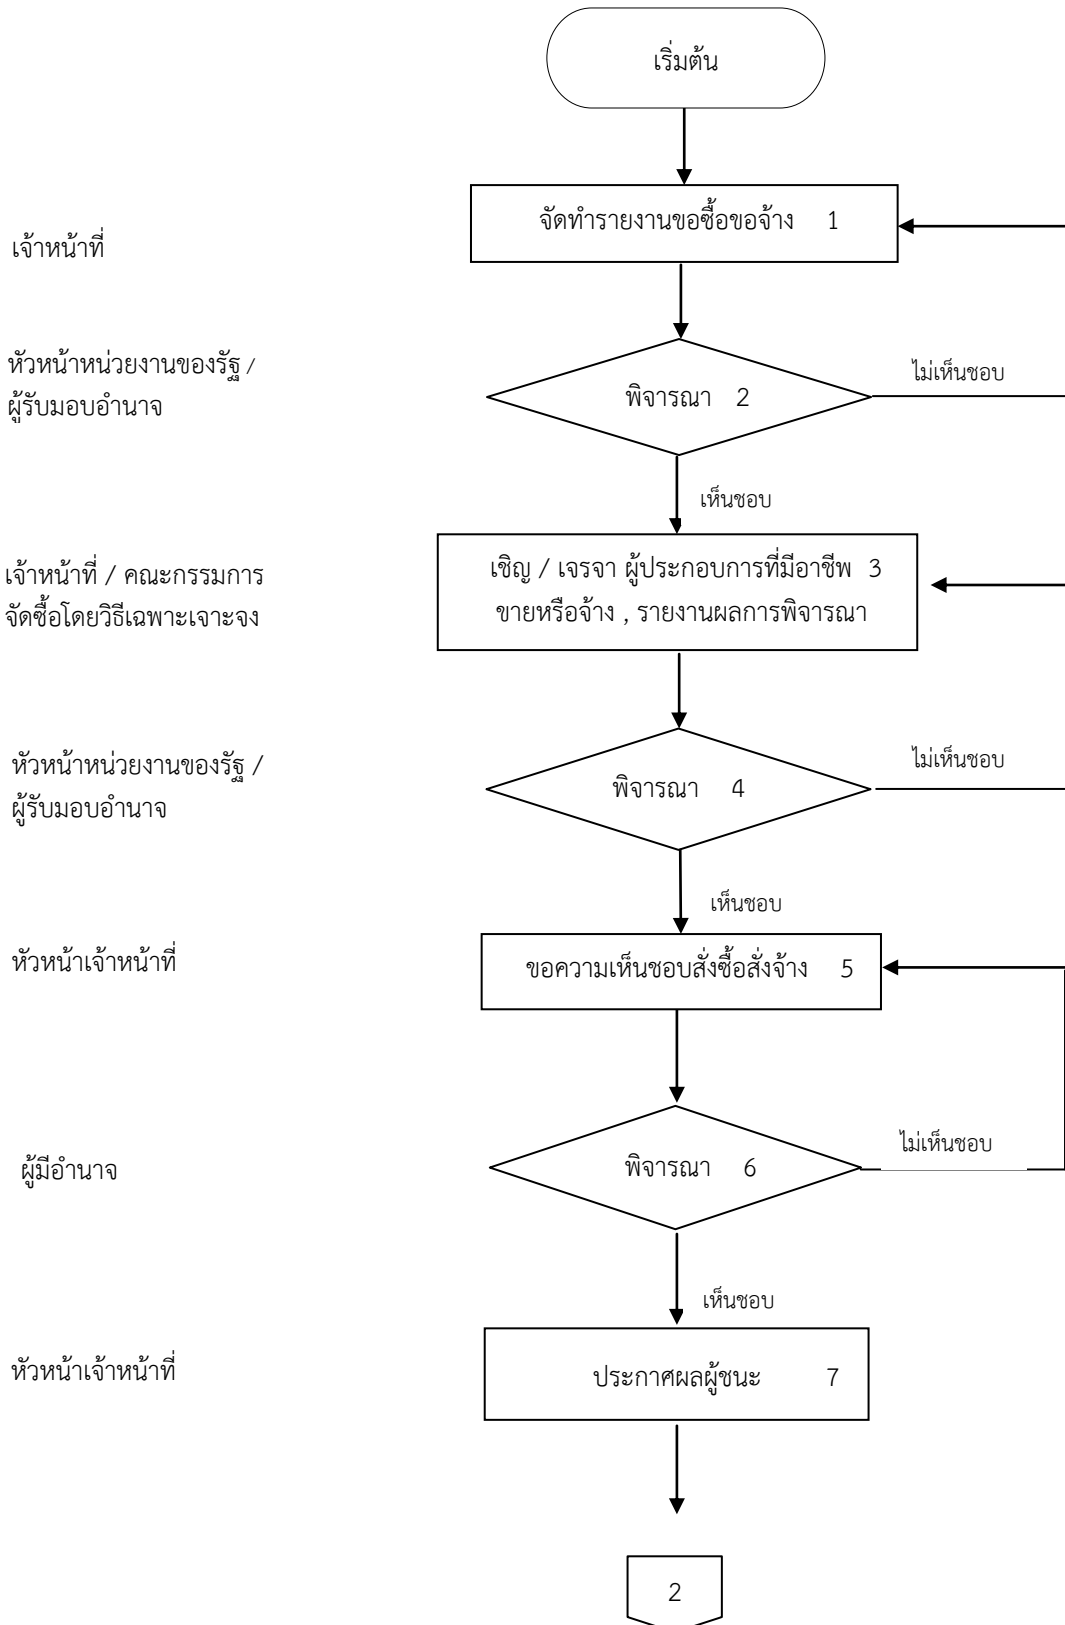 เริ่มต้น
จัดทำรายงานขอซื้อขอจ้าง 1
เจ้าหน้าที่
หัวหน้าหน่วยงานของรัฐ /
ผู้รับมอบอำนาจ
พิจารณา 2
ไม่เห็นชอบ
เห็นชอบ
เจ้าหน้าที่ / คณะกรรมการ
จัดซื้อโดยวิธีเฉพาะเจาะจง
เชิญ / เจรจา ผู้ประกอบการที่มีอาชีพ 3
ขายหรือจ้าง , รายงานผลการพิจารณา
หัวหน้าหน่วยงานของรัฐ /
ผู้รับมอบอำนาจ
พิจารณา 4
ไม่เห็นชอบ
เห็นชอบ
หัวหน้าเจ้าหน้าที่
ขอความเห็นชอบสั่งซื้อสั่งจ้าง 5
ผู้มีอำนาจ
พิจารณา 6
ไม่เห็นชอบ
เห็นชอบ
หัวหน้าเจ้าหน้าที่
ประกาศผลผู้ชนะ 7
2